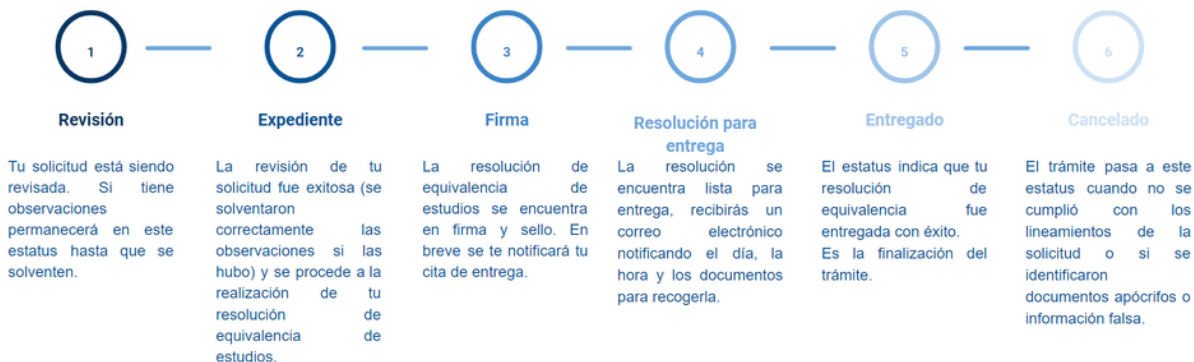 1
Revisión
Tu solicitud está siendo
revisada. Si tiene
observaciones
permanecerá en este
estatus hasta que se
solventen.
2
Expediente
La revisión de tu
solicitud fue exitosa (se
solventaron
correctamente las
observaciones si las
hubo) y se procede a la
realización de tu
resolución de
equivalencia de
estudios.
3
Firma
La resolución de
equivalencia de
estudios se encuentra
en firma y sello. En
breve se te notificará tu
cita de entrega.
4
Resolución para
entrega
La resolución se
encuentra lista para
entrega, recibirás un
correo electrónico
notificando el día, la
hora y los documentos
para recogerla.
5
Entregado
El estatus indica que tu
resolución de
equivalencia fue
entregada con éxito.
Es la finalización del
trámite.
6
Cancelado
El trámite pasa a este
estatus cuando no se
cumplió con los
lineamientos de la
solicitud o si se
identificaron
documentos apócrifos o
información falsa.